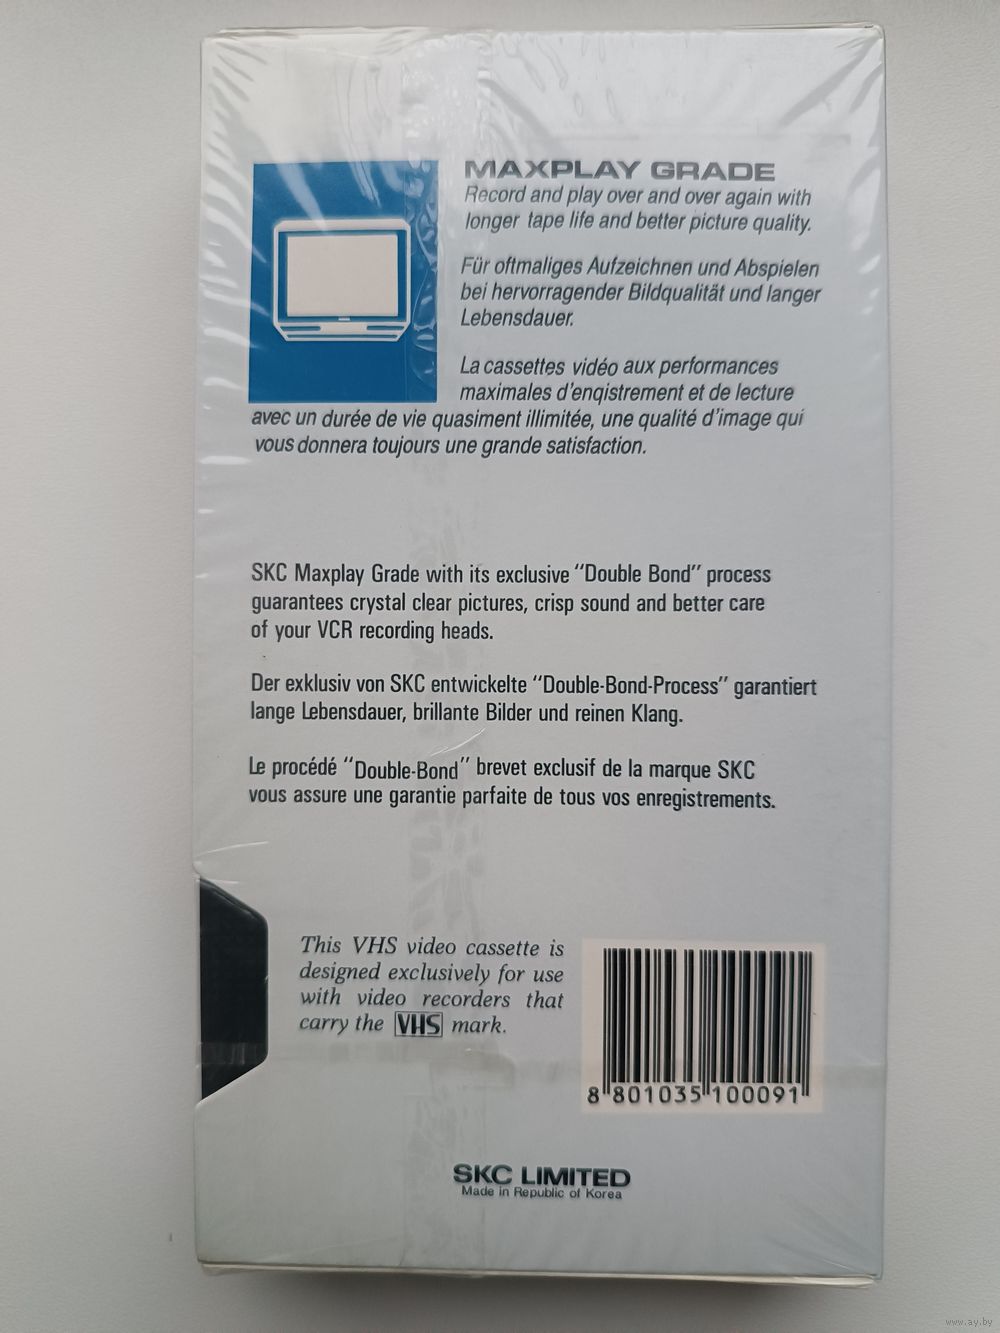 MAXPLAY GRADE
Record and play over and over again with
longer tape life and better picture quality.
Für oftmaliges Aufzeichnen und Abspielen
bei hervorragender Bildqualität und langer
Lebensdauer.
La cassettes vidéo aux performances
maximales d'enqistrement et de lecture
avec un durée de vie quasiment illimitée, une qualité d'image qui
vous donnera toujours une grande satisfaction.
SKC Maxplay Grade with its exclusive "Double Bond" process
guarantees crystal clear pictures, crisp sound and better care
of your VCR recording heads.
Der exklusiv von SKC entwickelte "Double-Bond-Process" garantiert
lange Lebensdauer, brillante Bilder und reinen Klang.
Le procédé "Double-Bond" brevet exclusif de la marque SKC
vous assure une garantie parfaite de tous vos enregistrements.
This VHS video cassette is
designed exclusively for use
with video recorders that
carry the VHS mark.
8 801035 100091
SKC LIMITED
Made in Republic of Korea
www.ay.by